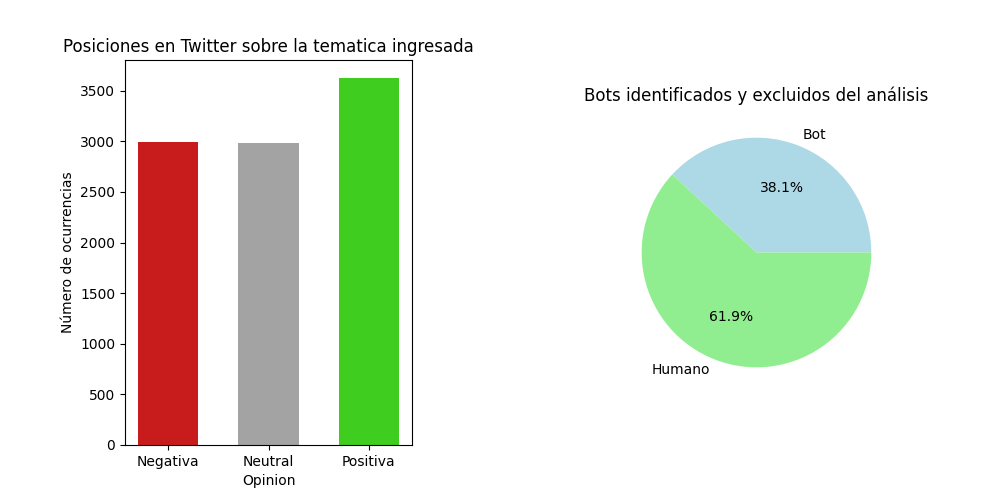 Posiciones en Twitter sobre la tematica ingresada
Número de ocurrencias
3500
3000
2500
2000
1500
1000
500
0
Negativa
Neutral
Positiva
Opinion
Bots identificados y excluidos del análisis
Bot
38.1%
61.9%
Humano